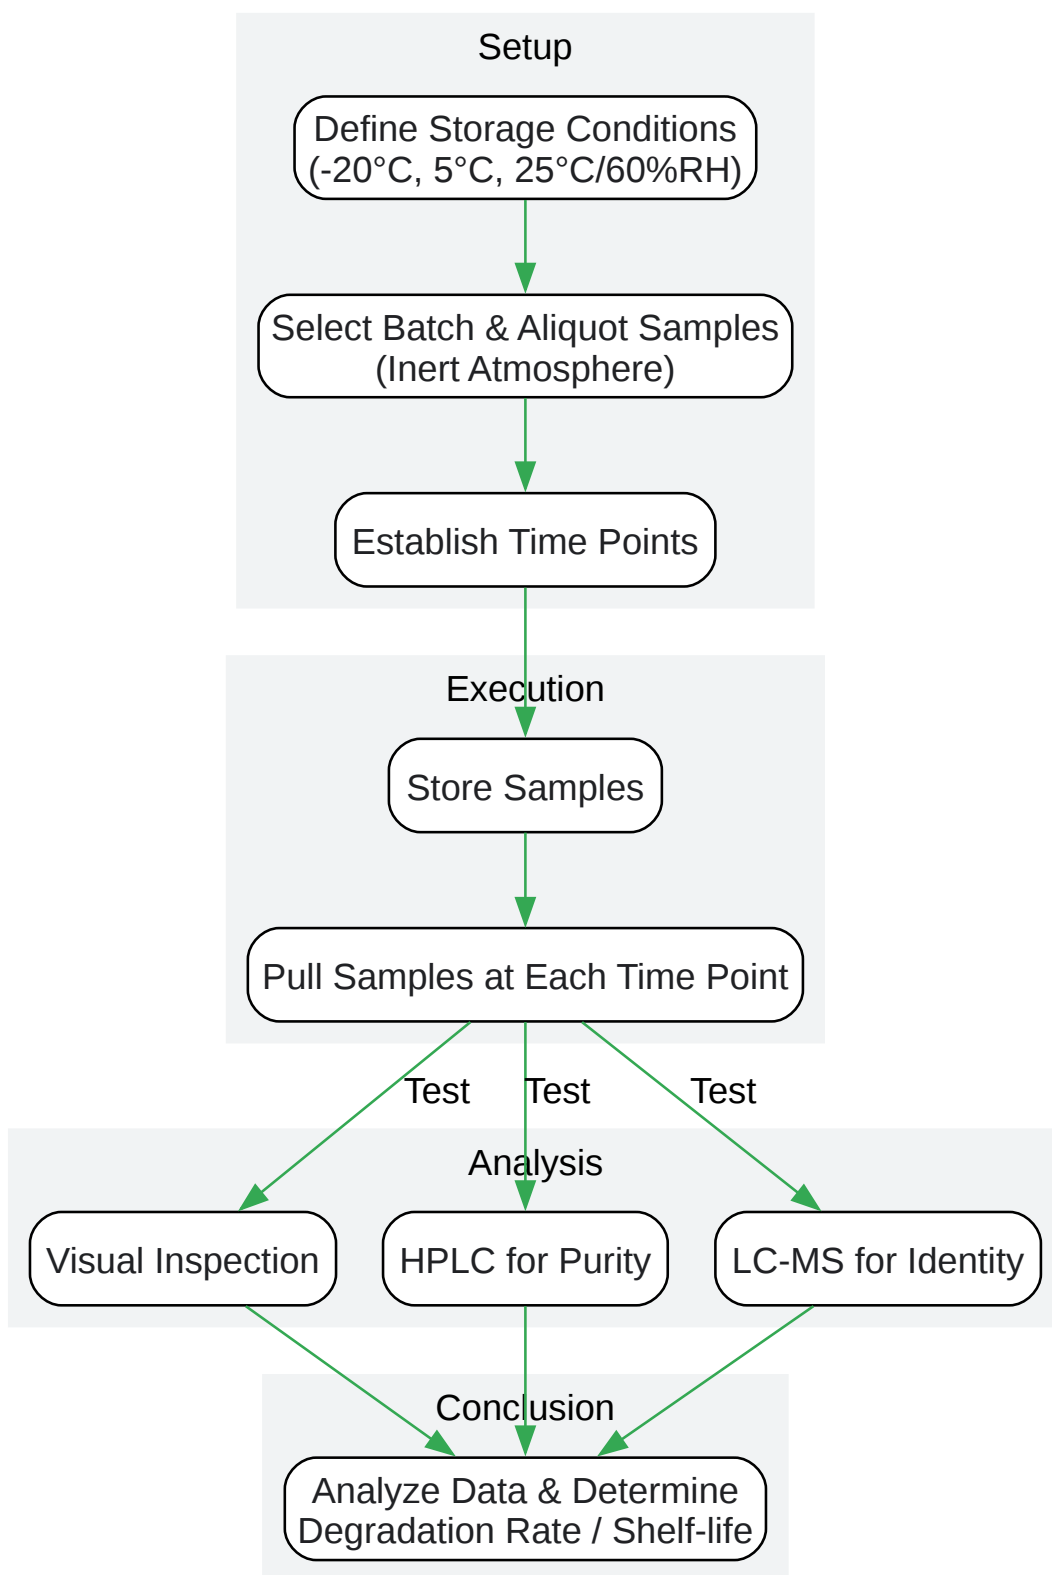 Setup
Define Storage Conditions
(-20°C, 5°C, 25°C/60%RH)
Select Batch & Aliquot Samples
(Inert Atmosphere)
Establish Time Points
Execution
Store Samples
Pull Samples at Each Time Point
Test
Test
Test
Analysis
Visual Inspection
HPLC for Purity
LC-MS for Identity
Conclusion
Analyze Data & Determine
Degradation Rate / Shelf-life